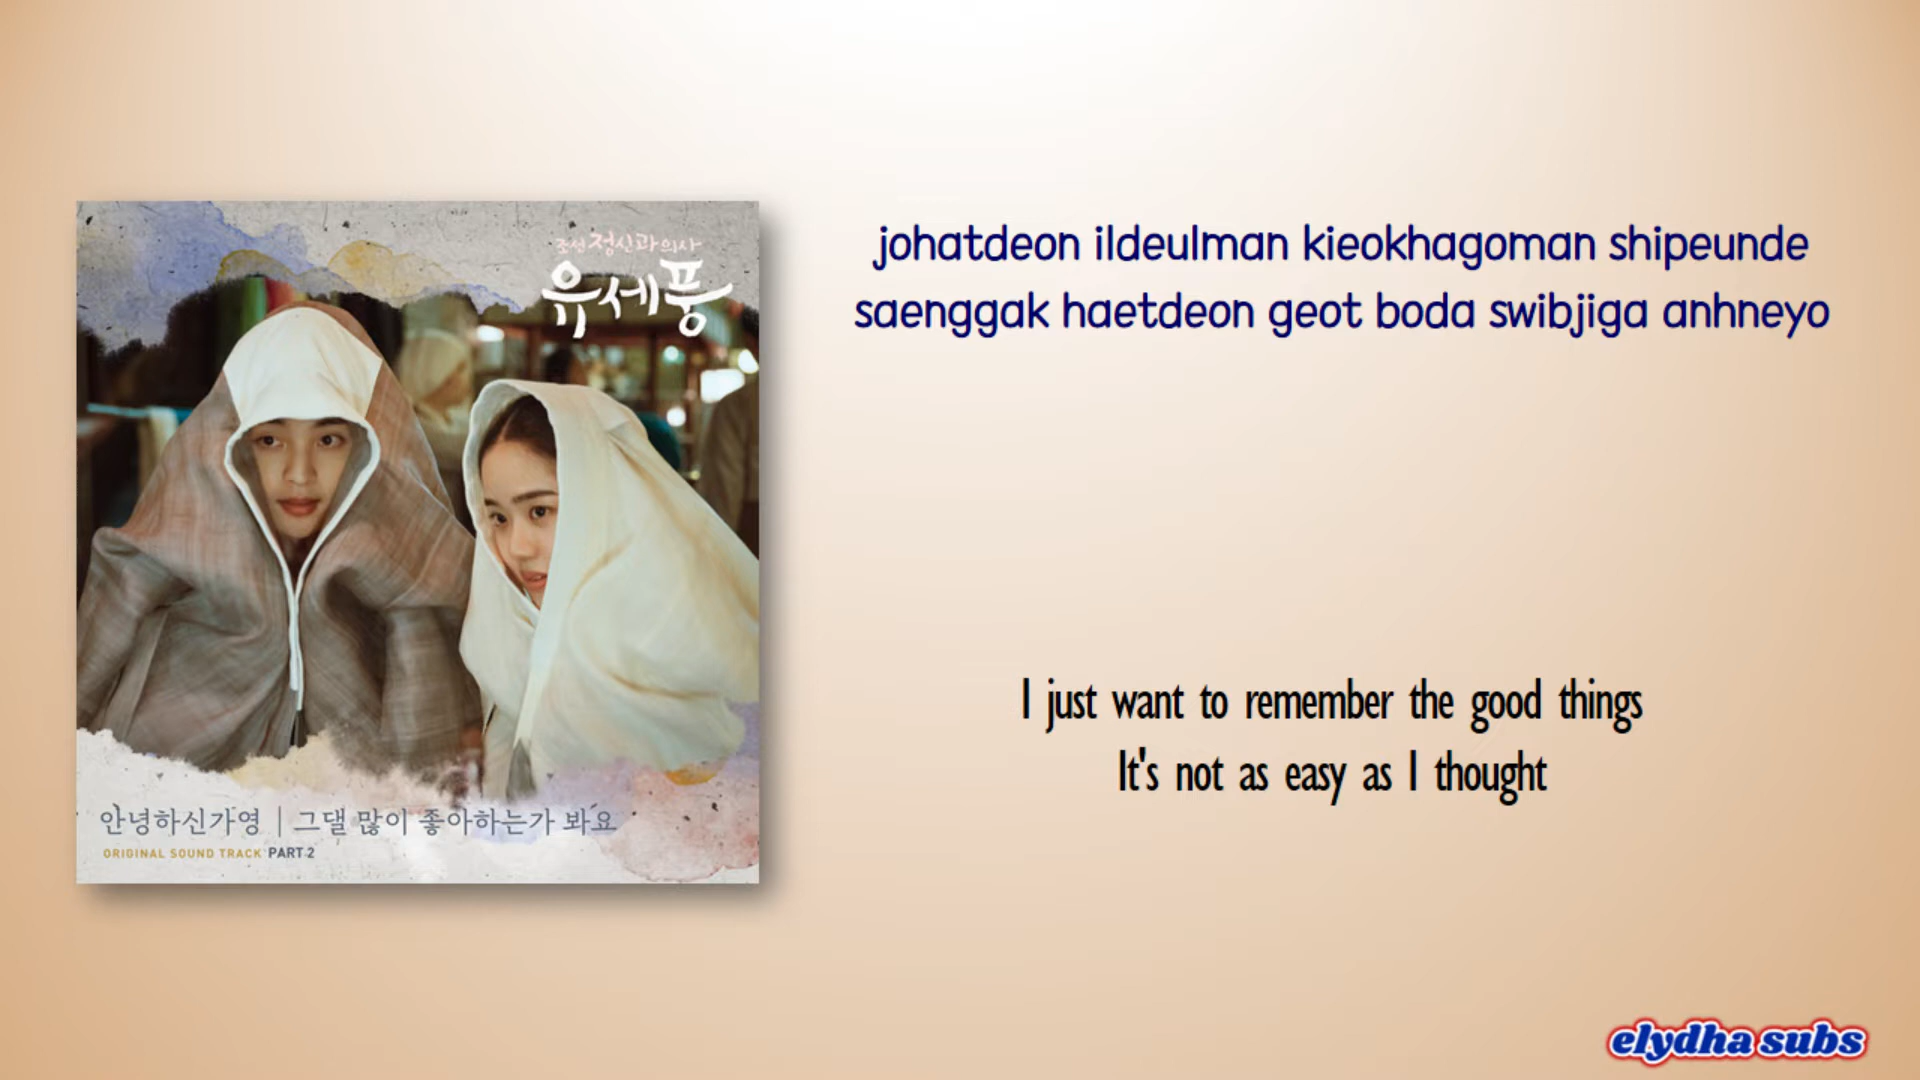 조선 정신과 의사
유세풍
안녕하신가영 | 그댈 많이 좋아하는가 봐요
ORIGINAL SOUND TRACK PART.2
johatdeon ildeulman kieokhagoman shipeunde
saenggak haetdeon geot boda swibjiga anhneyo
I just want to remember the good things
It's not as easy as I thought
elydha subs